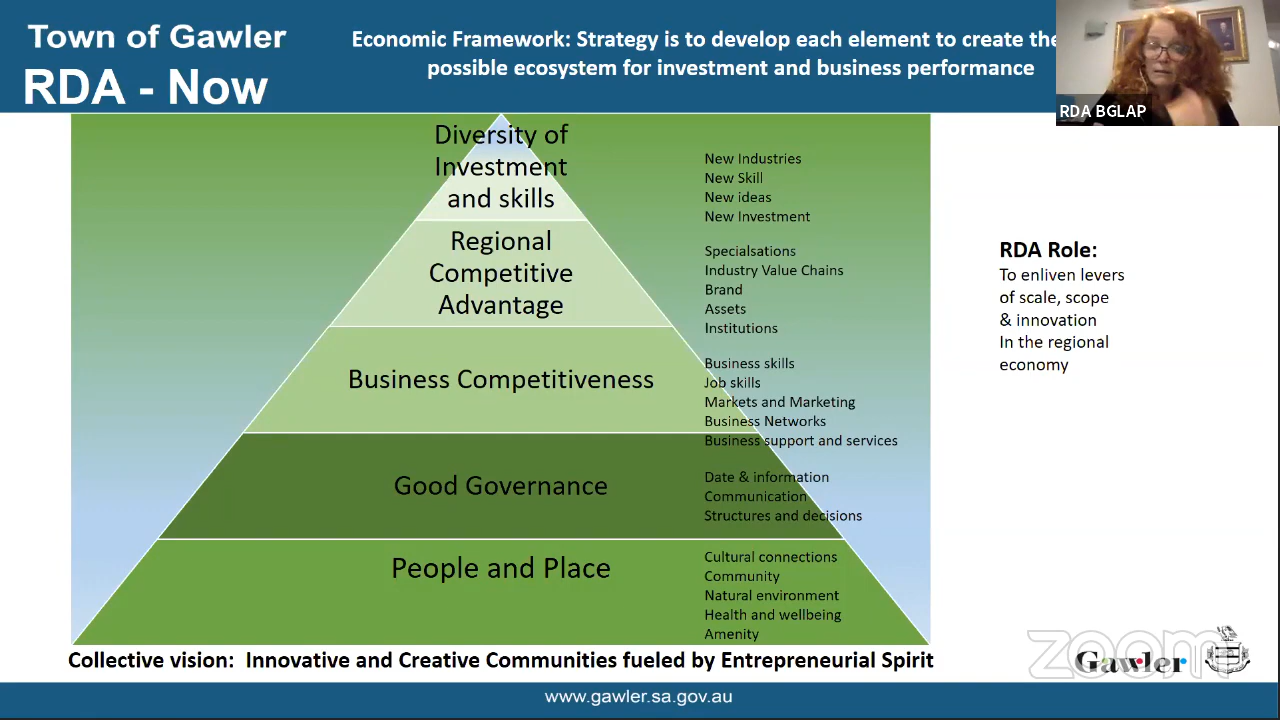 Town of Gawler
RDA - Now
Economic Framework: Strategy is to develop each element to create the
possible ecosystem for investment and business performance
RDA BGLAP
Diversity of
Investment
and skills
New Industries
New Skill
New ideas
New Investment
Regional
Competitive
Advantage
Specialsations
Industry Value Chains
Brand
Assets
Institutions
RDA Role:
To enliven levers
of scale, scope
& innovation
In the regional
economy
Business Competitiveness
Business skills
Job skills
Markets and Marketing
Business Networks
Business support and services
Good Governance
Date & information
Communication
Structures and decisions
People and Place
Cultural connections
Community
Natural environment
Health and wellbeing
Amenity
Collective vision:  Innovative and Creative Communities fueled by Entrepreneurial Spirit
zoom
Gawler
www.gawler.sa.gov.au